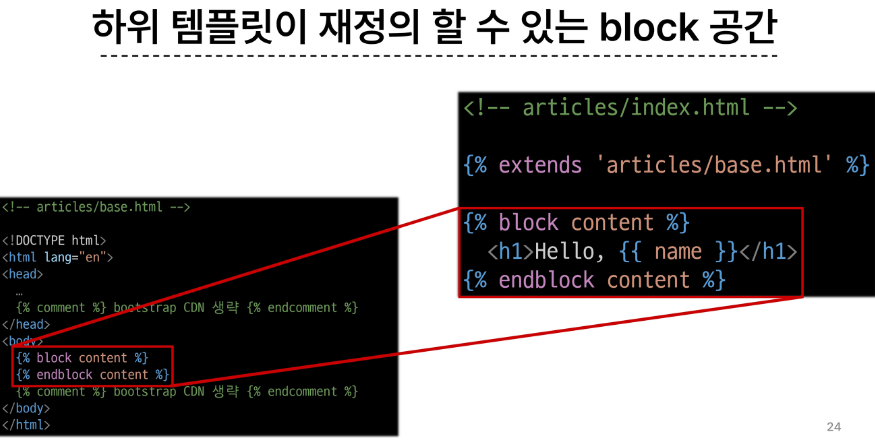 하위 템플릿이 재정의 할 수 있는 block 공간
<!-- articles/base.html -->
<!DOCTYPE html>
<html lang="en">
<head>
…
{% comment %} bootstrap CDN 생략 {% endcomment %}
</head>
<body>
{% block content %}
{% endblock content %}
{% comment %} bootstrap CDN 생략 {% endcomment %}
</body>
</html>
<!-- articles/index.html -->
{% extends 'articles/base.html' %}
{% block content %}
<h1>Hello, {{ name }}</h1>
{% endblock content %}
24